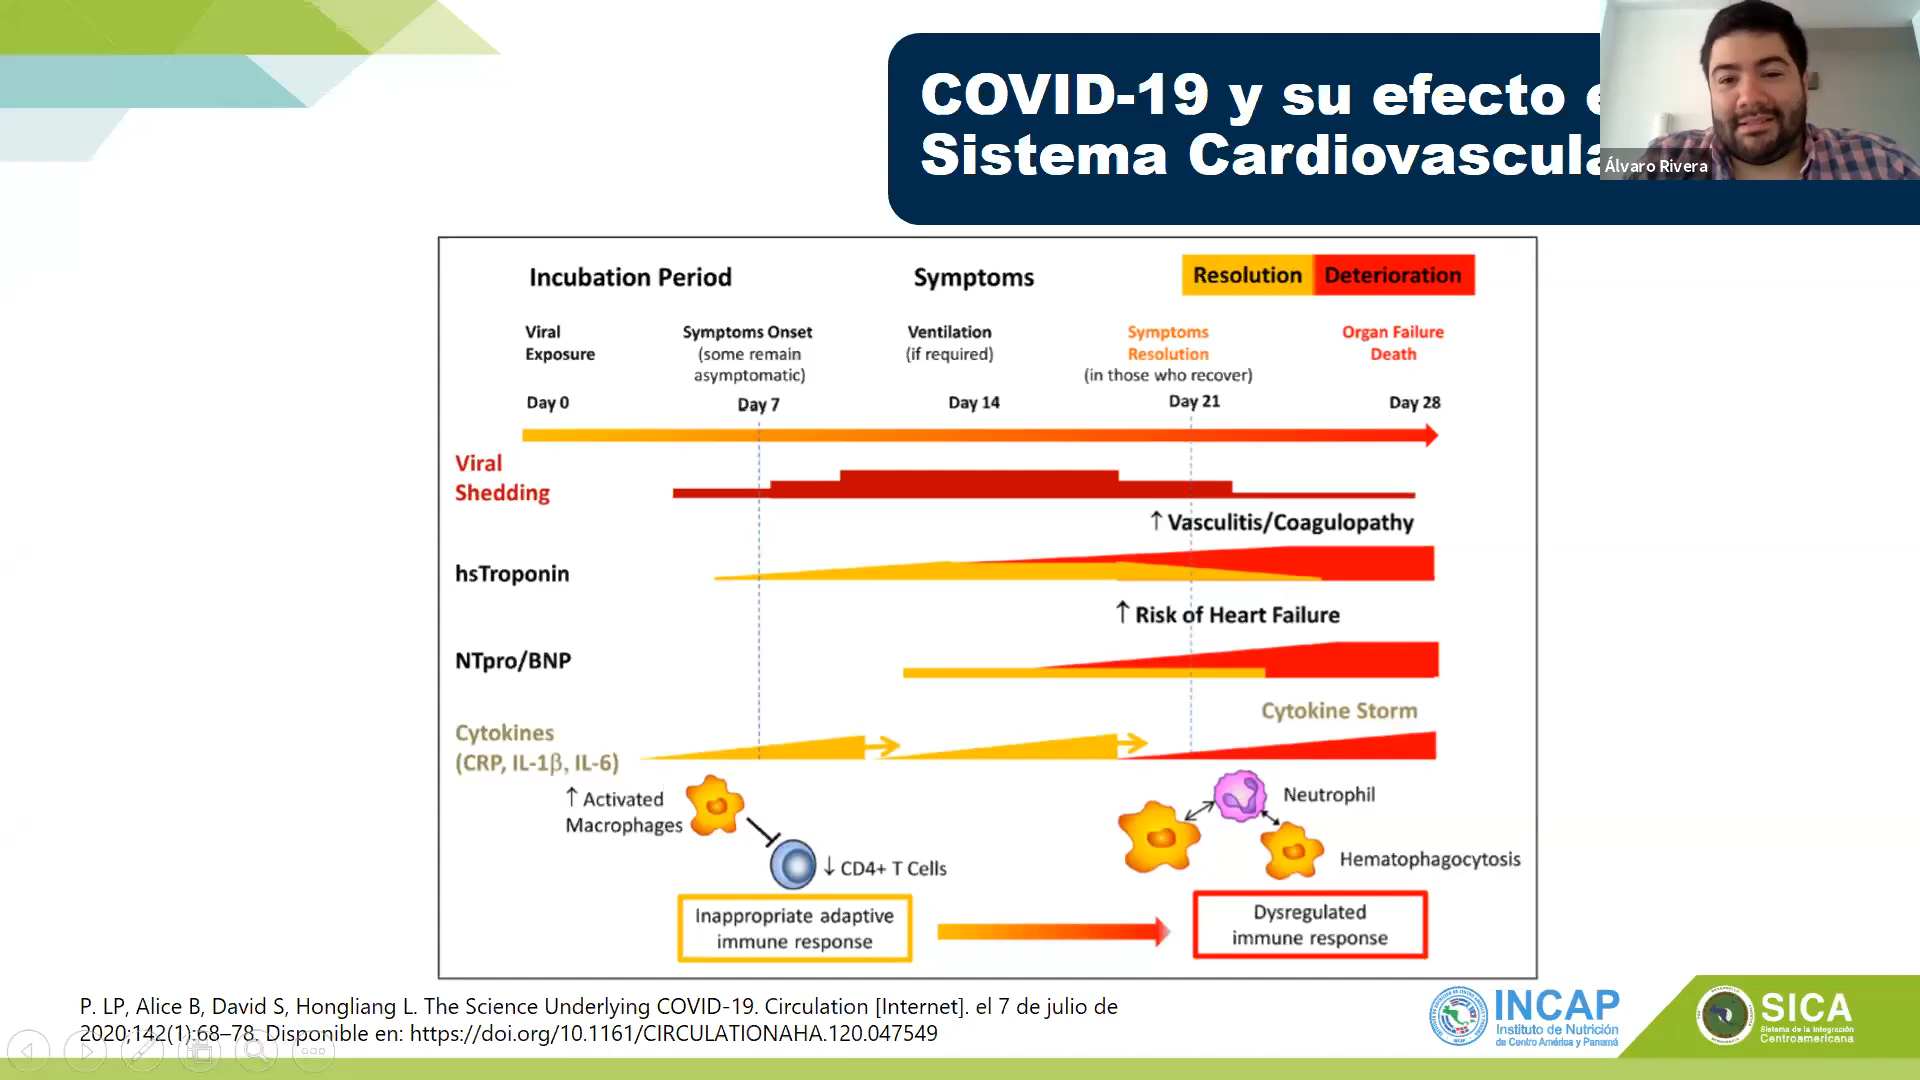 COVID-19 y su efecto e
Sistema Cardiovascula
Álvaro Rivera
Incubation Period
Symptoms
Resolution
Deterioration
Viral
Exposure
Symptoms Onset
(some remain
asymptomatic)
Ventilation
(if required)
Symptoms
Resolution
(in those who recover)
Organ Failure
Death
Day 0
Day 7
Day 14
Day 21
Day 28
Viral
Shedding
↑ Vasculitis/Coagulopathy
hsTroponin
↑ Risk of Heart Failure
NTpro/BNP
Cytokine Storm
Cytokines
(CRP, IL-1β, IL-6)
↑ Activated
Macrophages
↓ CD4+ T Cells
Neutrophil
Hematophagocytosis
Inappropriate adaptive
immune response
Dysregulated
immune response
P. LP, Alice B, David S, Hongliang L. The Science Underlying COVID-19. Circulation [Internet]. el 7 de julio de
2020;142(1):68–78. Disponible en: https://doi.org/10.1161/CIRCULATIONAHA.120.047549
INCAP
Instituto de Nutrición
de Centro América y Panamá
SICA
Sistema de la Integración
Centroamericana